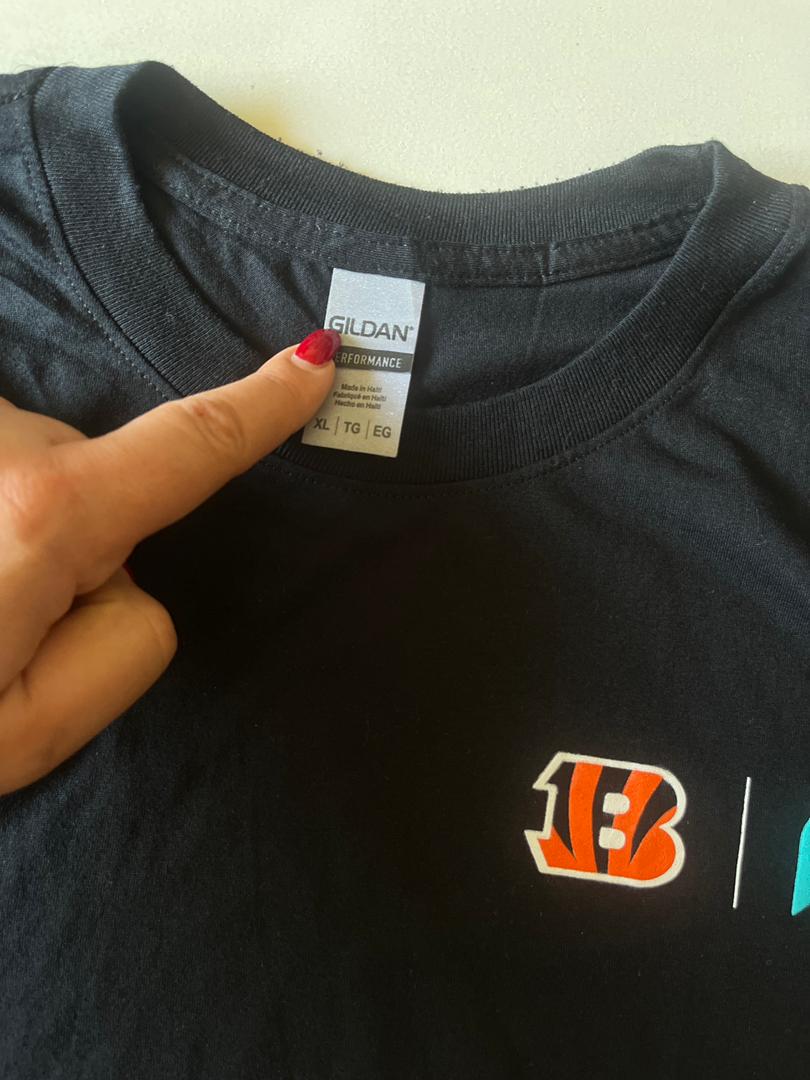 GILDAN®
ERFORMANCE
Made in Haiti
Fabriqué en Haïti
Hecho en Haití
XL | TG | EG
B